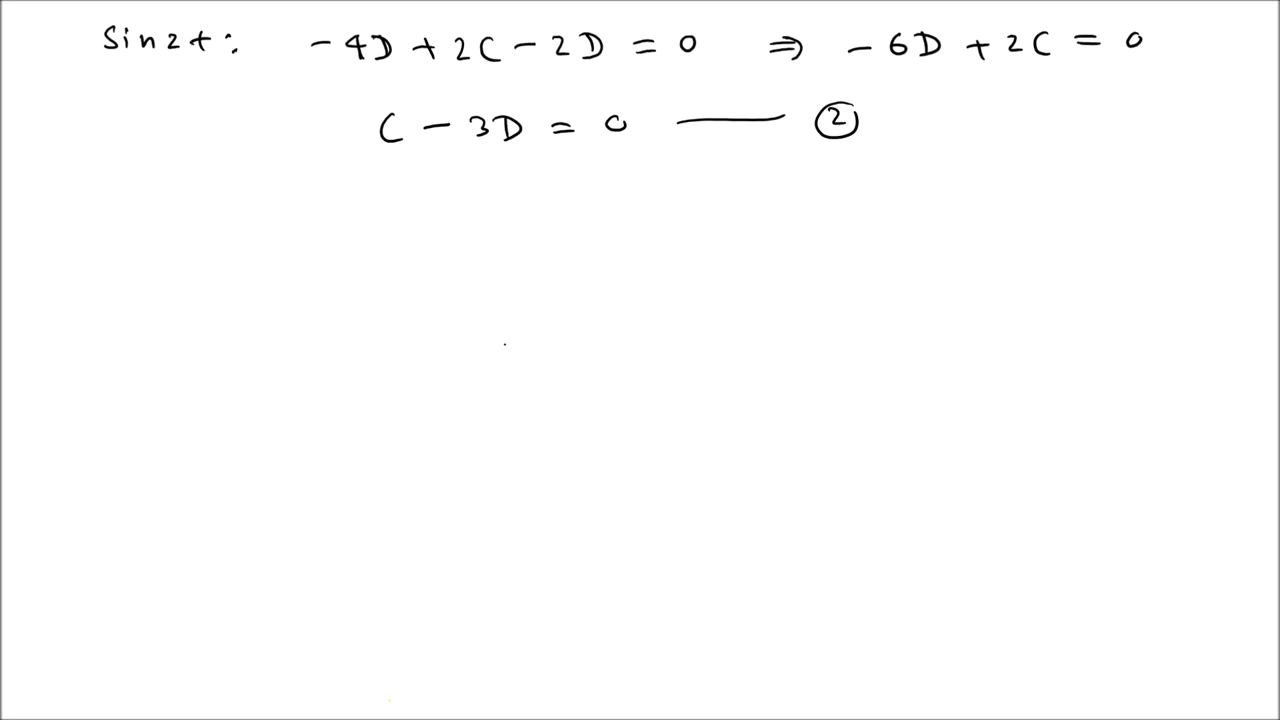 Sin2t: -4D + 2C - 2D = 0 ⇒ -6D + 2C = 0
C - 3D = 0 —— ②